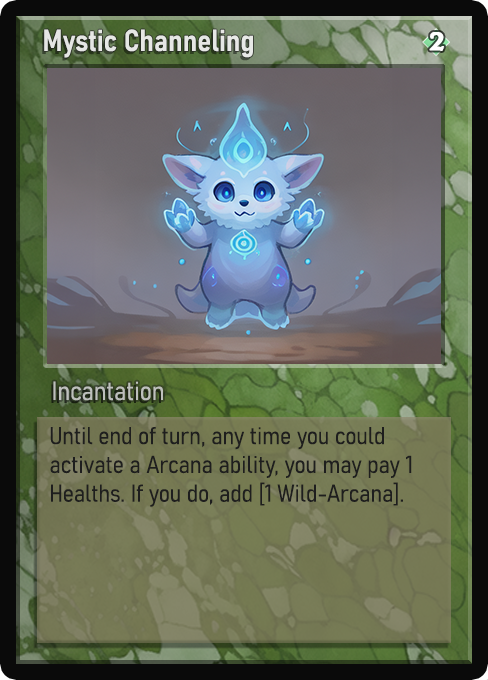 Mystic Channeling 2
Incantation
Until end of turn, any time you could
activate a Arcana ability, you may pay 1
Healths. If you do, add [1 Wild-Arcana].